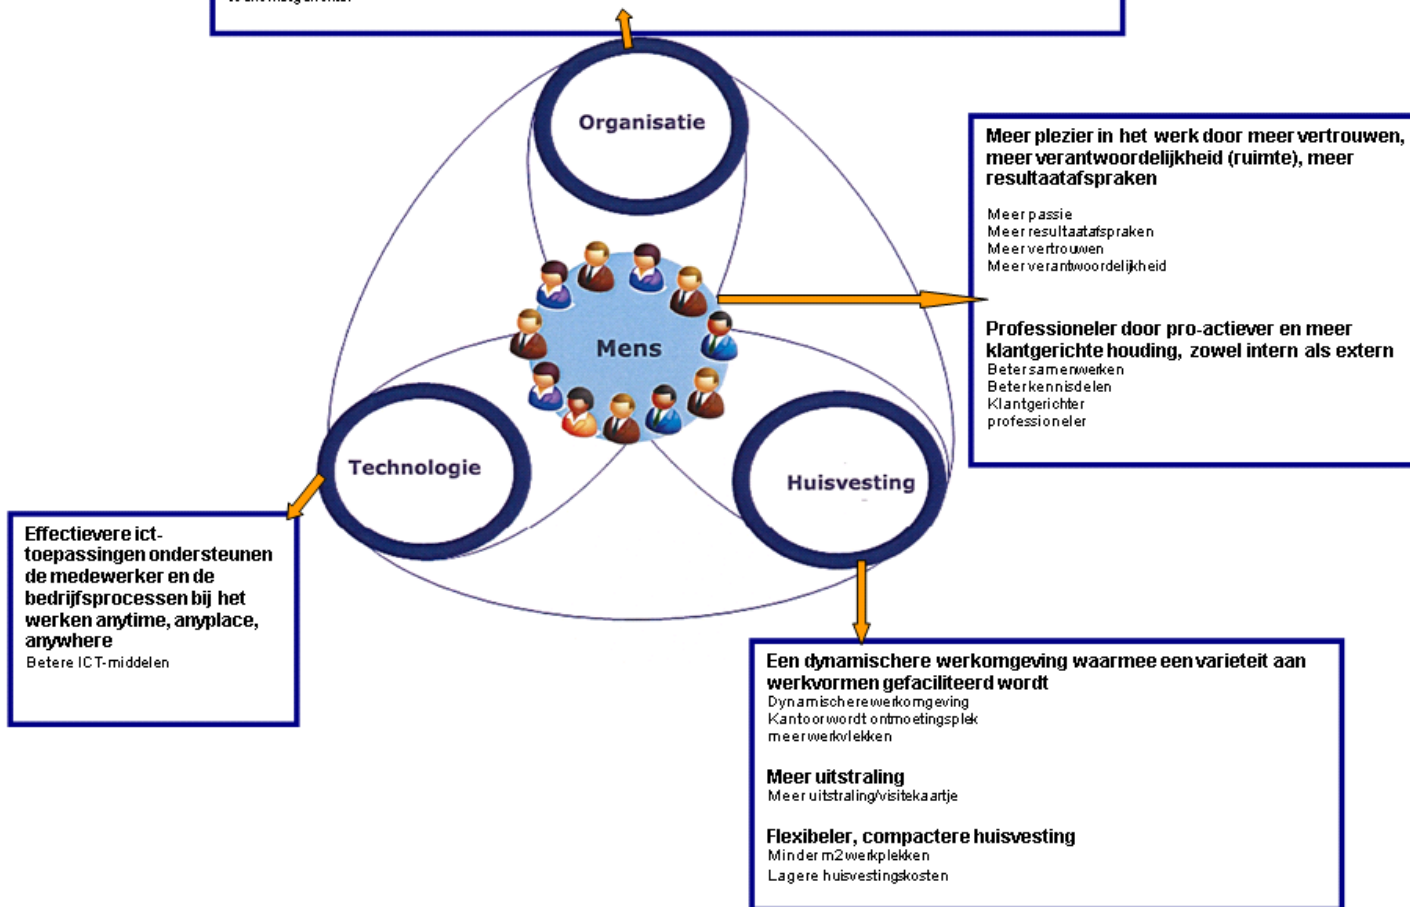 Organisatie
Mens
Technologie
Huisvesting
Meer plezier in het werk door meer vertrouwen,
meer verantwoordelijkheid (ruimte), meer
resultaatafspraken
Meer passie
Meer resultaatafspraken
Meer vertrouwen
Meer verantwoordelijkheid
Professioneler door pro-actiever en meer
klantgerichte houding, zowel intern als extern
Beter samenwerken
Beter kennisdelen
Klantgerichter
professioneler
Effectievere ict-
toepassingen ondersteunen
de medewerker en de
bedrijfsprocessen bij het
werken anytime, anyplace,
anywhere
Betere ICT-middelen
Een dynamischere werkomgeving waarmee een varieteit aan
werkvormen gefaciliteerd wordt
Dynamischere werkomgeving
Kantoor wordt ontmoetingsplek
meer werkvlekken
Meer uitstraling
Meer uitstraling/visitekaartje
Flexibeler, compactere huisvesting
Minder m2 werkplekken
Lagere huisvestingskosten